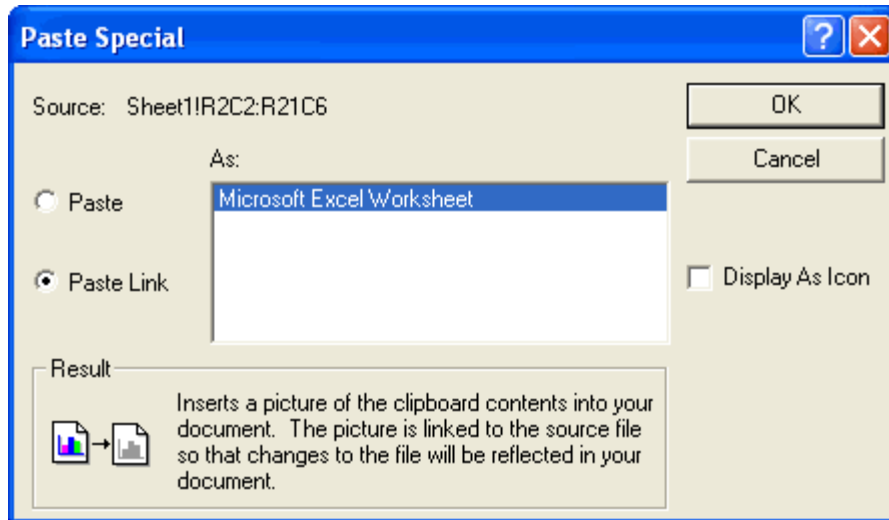 Paste Special
Source: Sheet1!R2C2:R21C6
OK
As:
Cancel
Paste
Microsoft Excel Worksheet
Paste Link
Display As Icon
Result
Inserts a picture of the clipboard contents into your
document. The picture is linked to the source file
so that changes to the file will be reflected in your
document.